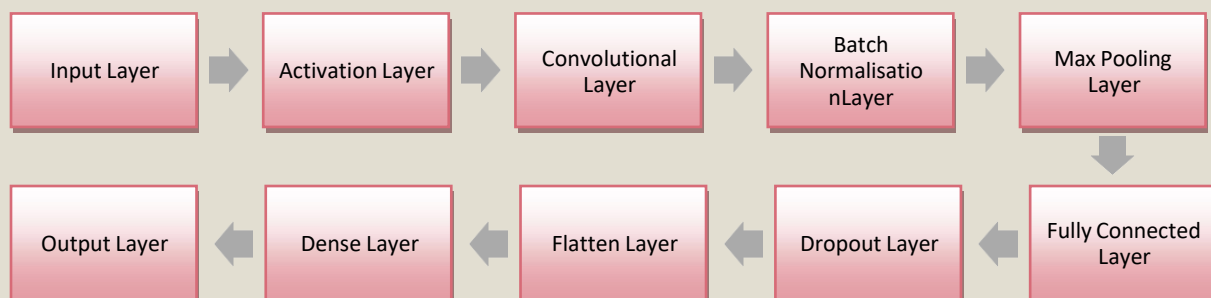 Input Layer
Activation Layer
Convolutional
Layer
Batch
Normalisatio
nLayer
Max Pooling
Layer
Fully Connected
Layer
Dropout Layer
Flatten Layer
Dense Layer
Output Layer